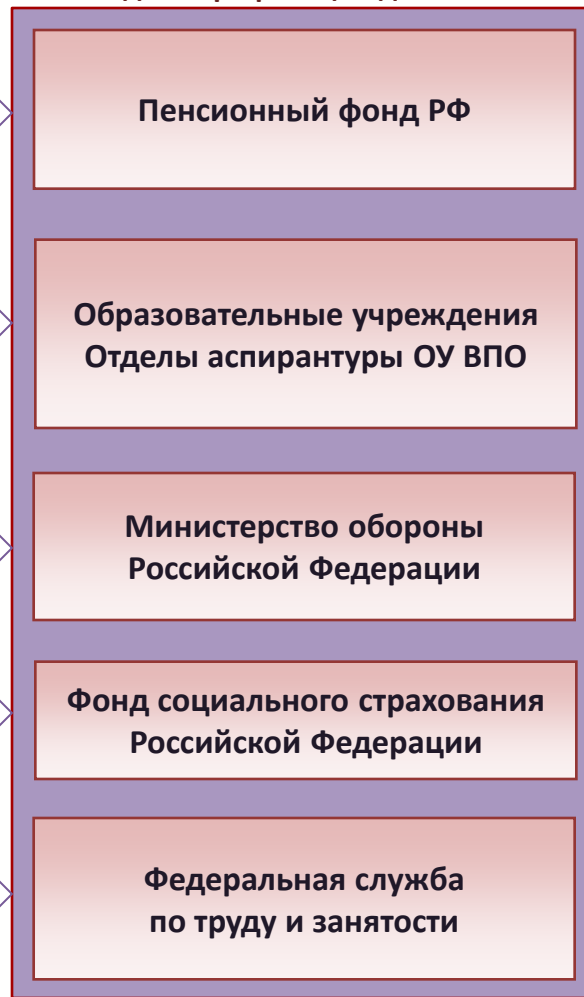 Пенсионный фонд РФ
Образовательные учреждения
Отделы аспирантуры ОУ ВПО
Министерство обороны
Российской Федерации
Фонд социального страхования
Российской Федерации
Федеральная служба
по труду и занятости